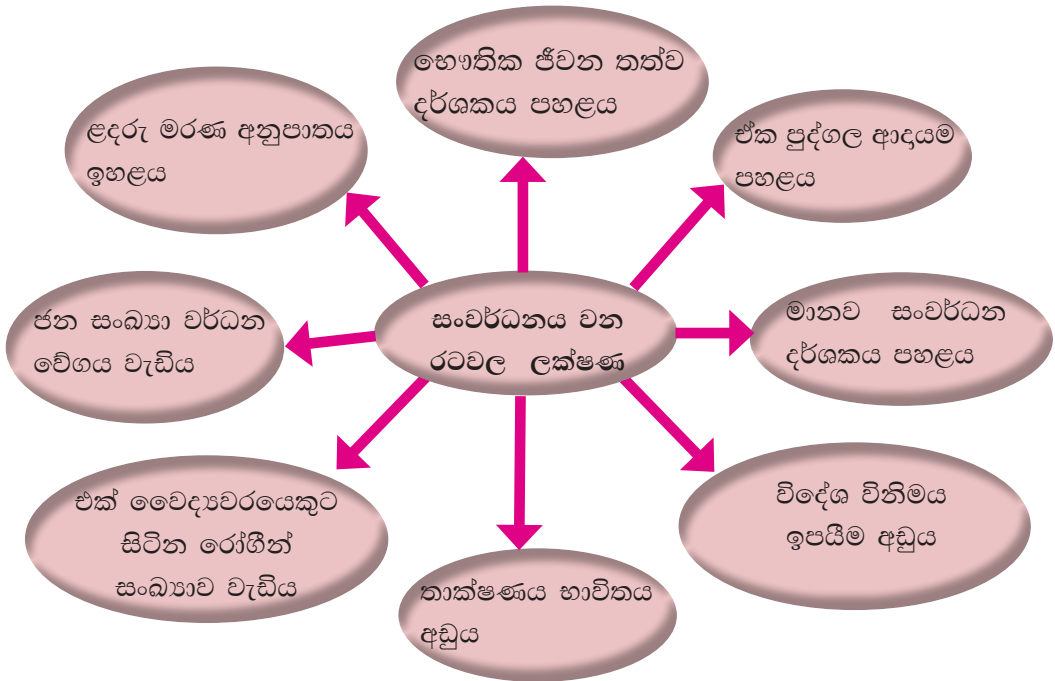 භෞතික ජීවන තත්ව
දර්ශකය පහළය
ළදරු මරණ අනුපාතය
ඉහළය
ඒක පුද්ගල ආදායම
පහළය
ජන සංඛ්‍යා වර්ධන
වේගය වැඩිය
සංවර්ධනය වන
රටවල ලක්ෂණ
මානව සංවර්ධන
දර්ශකය පහළය
එක් වෛද්‍යවරයෙකුට
සිටින රෝගීන්
සංඛ්‍යාව වැඩිය
විදේශ විනිමය
ඉපයීම අඩුය
තාක්ෂණය භාවිතය
අඩුය